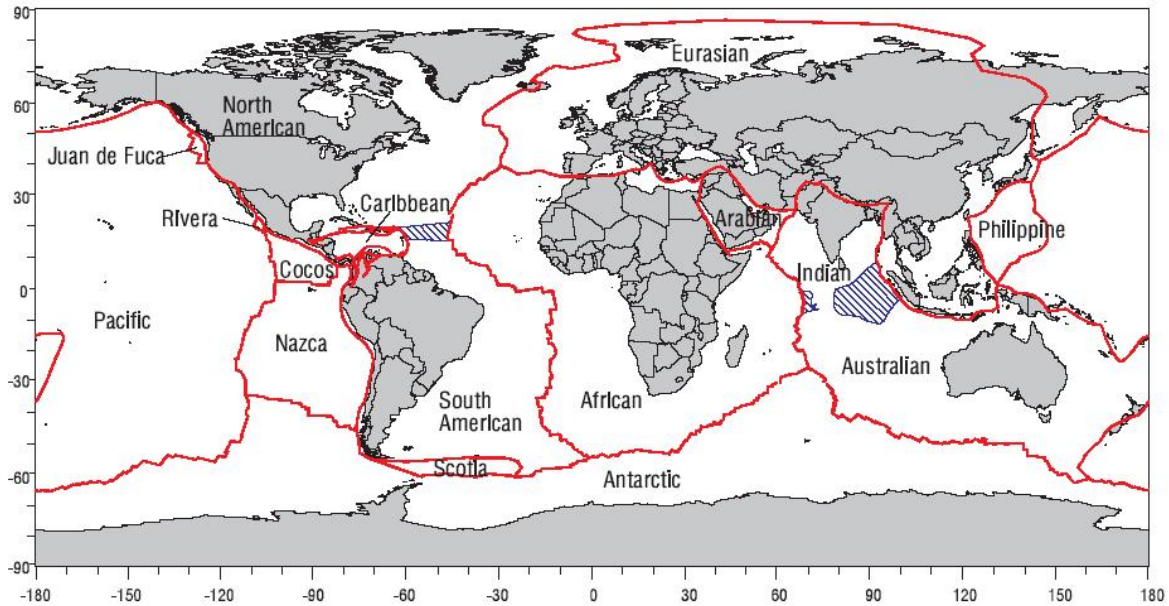 90
Eurasian
60
North
American
Juan de Fuca
30
Caribbean
Rivera
Arabian
Philippine
Cocos
Indian
0
Pacific
Nazca
Australian
-30
South
American
African
-60
Scotia
Antarctic
-90
-180 -150 -120 -90 -60 -30 0 30 60 90 120 150 180